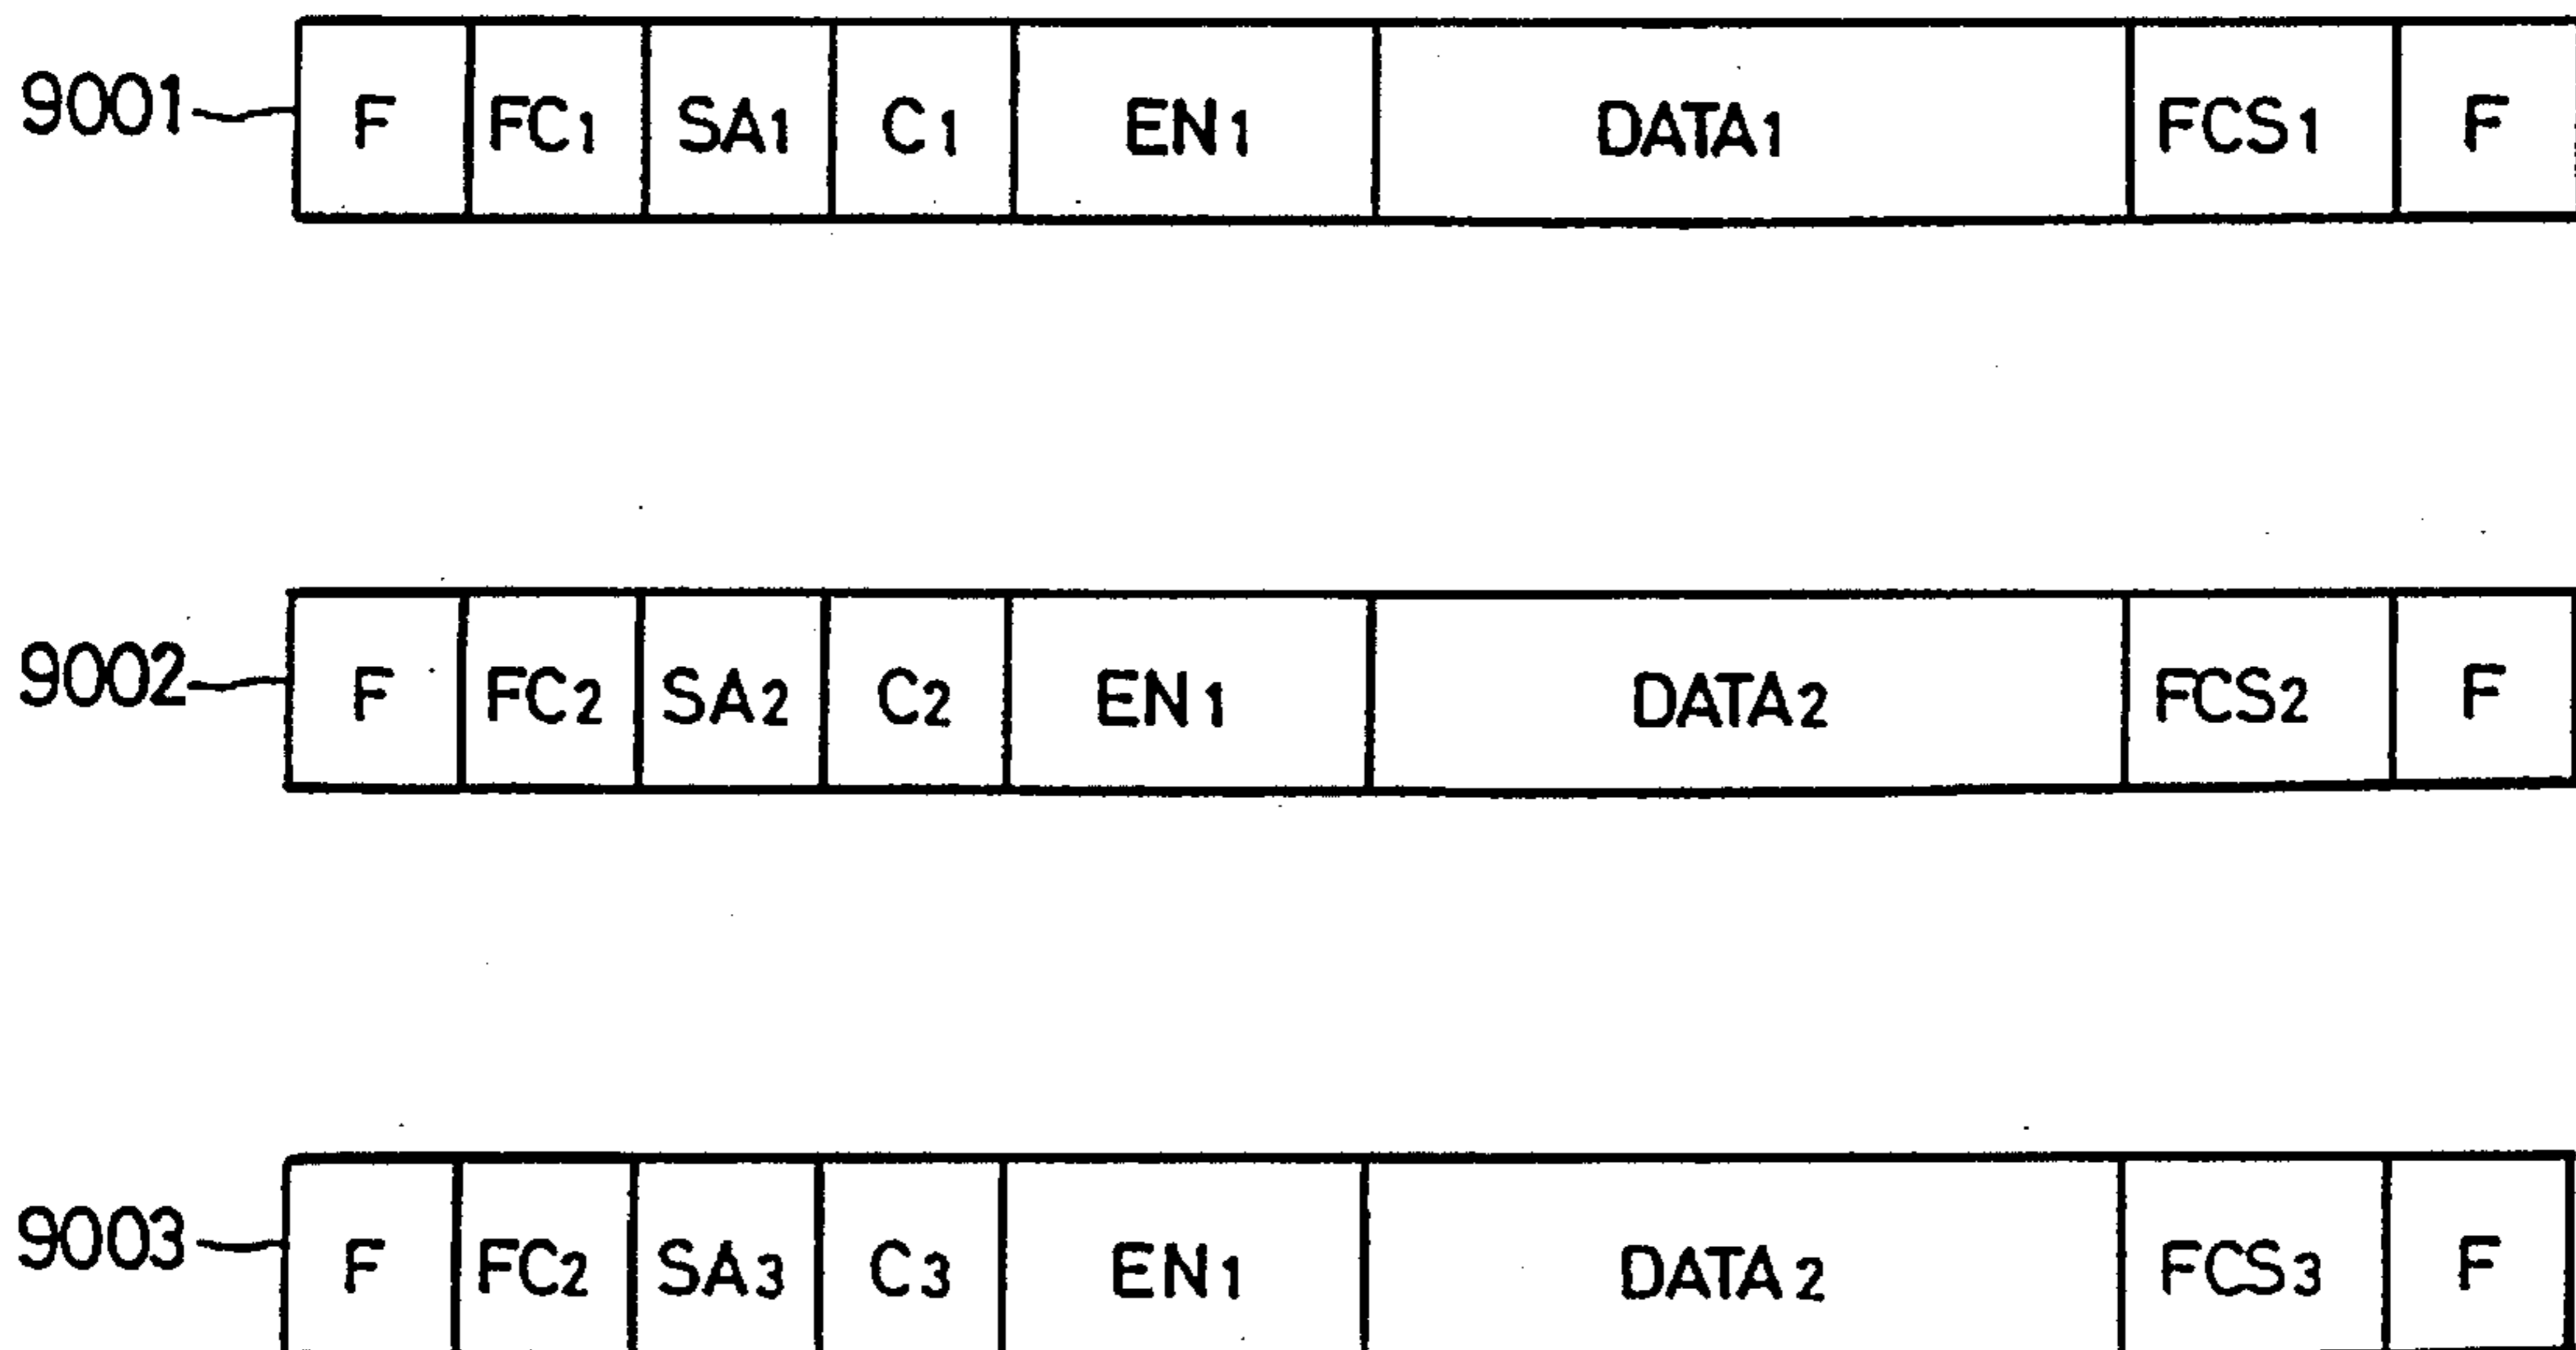 9001 F FC1 SA1 C1 EN1 DATA1 FCS1 F
9002 F FC2 SA2 C2 EN1 DATA2 FCS2 F
9003 F FC2 SA3 C3 EN1 DATA2 FCS3 F